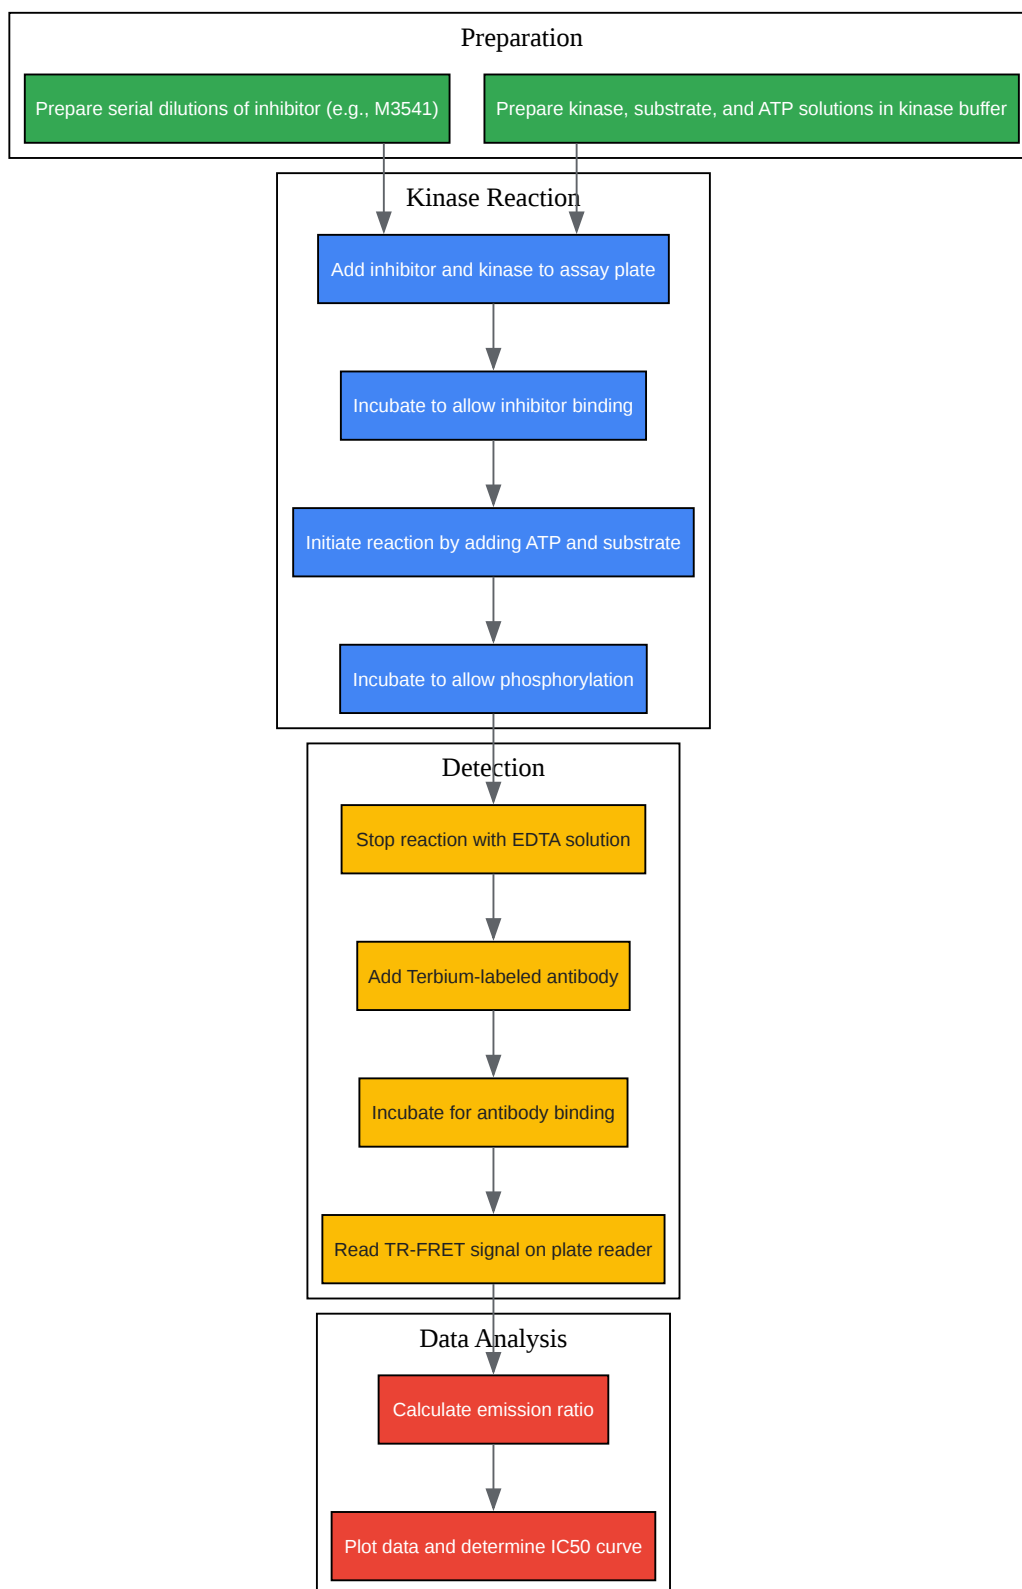 Preparation
Prepare serial dilutions of inhibitor (e.g., M3541)
Prepare kinase, substrate, and ATP solutions in kinase buffer
Kinase Reaction
Add inhibitor and kinase to assay plate
Incubate to allow inhibitor binding
Initiate reaction by adding ATP and substrate
Incubate to allow phosphorylation
Detection
Stop reaction with EDTA solution
Add Terbium-labeled antibody
Incubate for antibody binding
Read TR-FRET signal on plate reader
Data Analysis
Calculate emission ratio
Plot data and determine IC50 curve